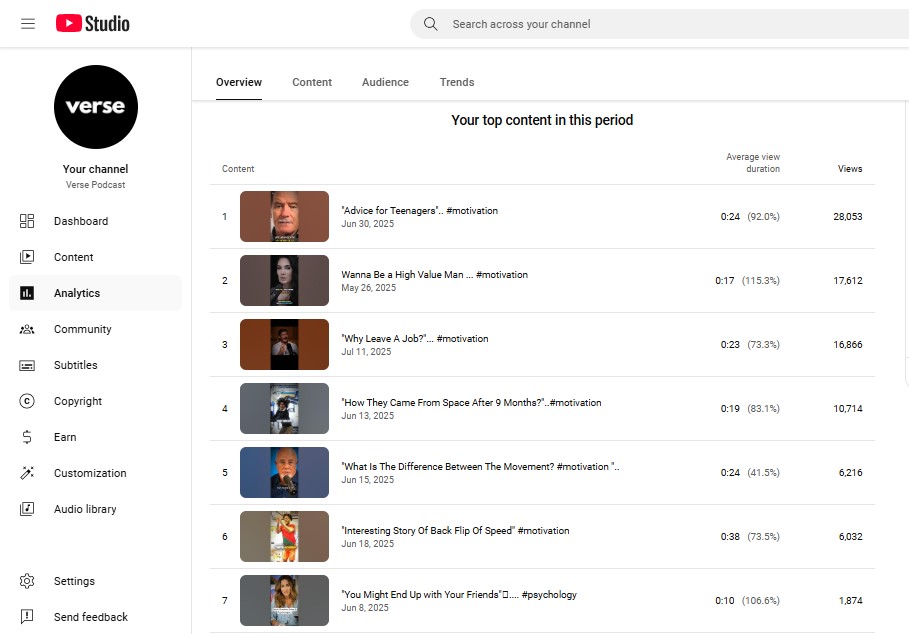 Studio
Search across your channel
verse
Your channel
Verse Podcast
Dashboard
Content
Analytics
Community
Subtitles
Copyright
Earn
Customization
Audio library
Settings
Send feedback
Overview Content Audience Trends
Your top content in this period
Content Average view duration Views
1 "Advice for Teenagers".. #motivation 0:24 (92.0%) 28,053
Jun 30, 2025
2 Wanna Be a High Value Man ... #motivation 0:17 (115.3%) 17,612
May 26, 2025
3 "Why Leave A Job?"... #motivation 0:23 (73.3%) 16,866
Jul 11, 2025
4 "How They Came From Space After 9 Months?"..#motivation 0:19 (83.1%) 10,714
Jun 13, 2025
5 "What Is The Difference Between The Movement? #motivation ".. 0:24 (41.5%) 6,216
Jun 15, 2025
6 "Interesting Story Of Back Flip Of Speed" #motivation 0:38 (73.5%) 6,032
Jun 18, 2025
7 "You Might End Up with Your Friends"▯.... #psychology 0:10 (106.6%) 1,874
Jun 8, 2025